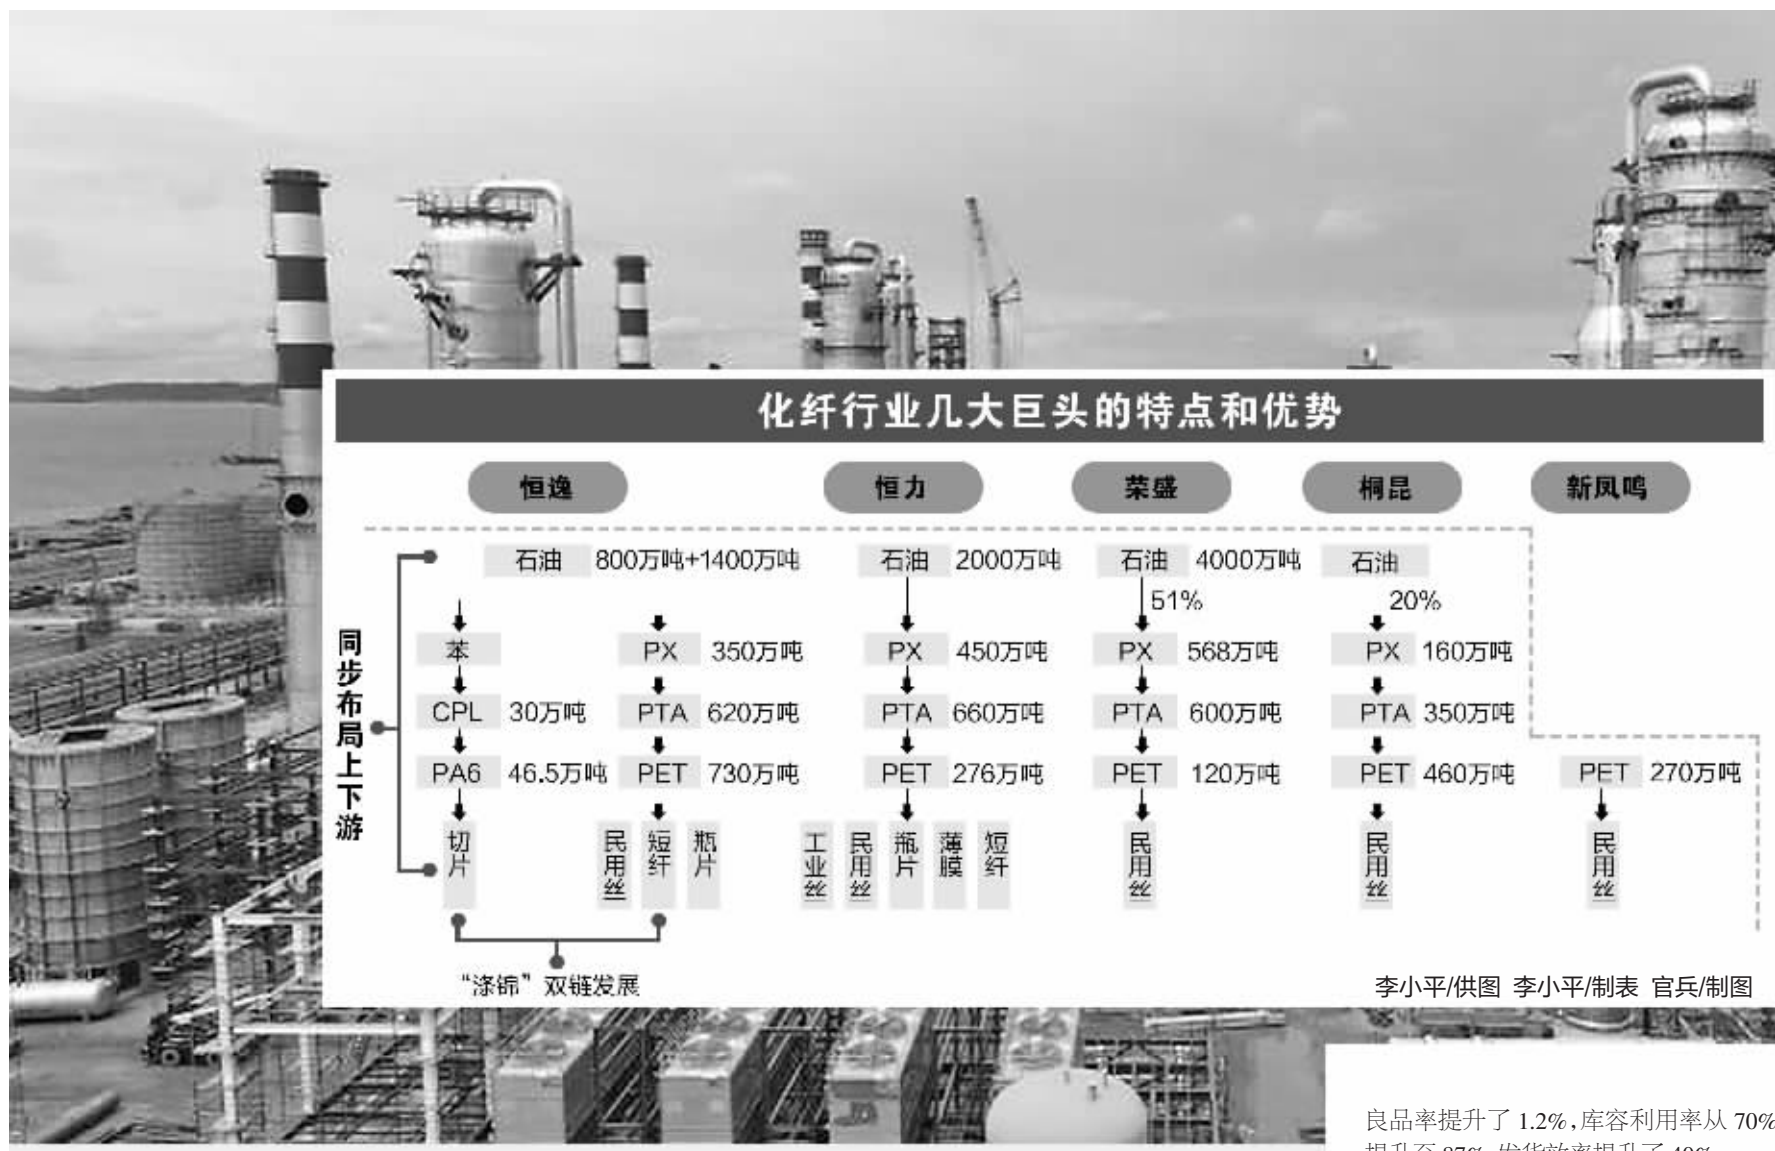 化纤行业几大巨头的特点和优势
恒逸 恒力 荣盛 桐昆 新凤鸣
石油 800万吨+1400万吨 石油 2000万吨 石油 4000万吨 石油
51% 20%
苯 PX 350万吨 PX 450万吨 PX 568万吨 PX 160万吨
CPL 30万吨 PTA 620万吨 PTA 660万吨 PTA 600万吨 PTA 350万吨
PA6 46.5万吨 PET 730万吨 PET 276万吨 PET 120万吨 PET 460万吨 PET 270万吨
同步布局上下游
切片 民用丝 短纤 瓶片 工业丝 民用丝 瓶片 薄膜 短纤 民用丝 民用丝 民用丝
“涤锦”双链发展
李小平/供图 李小平/制表 官兵/制图
良品率提升了1.2%,库容利用率从70%